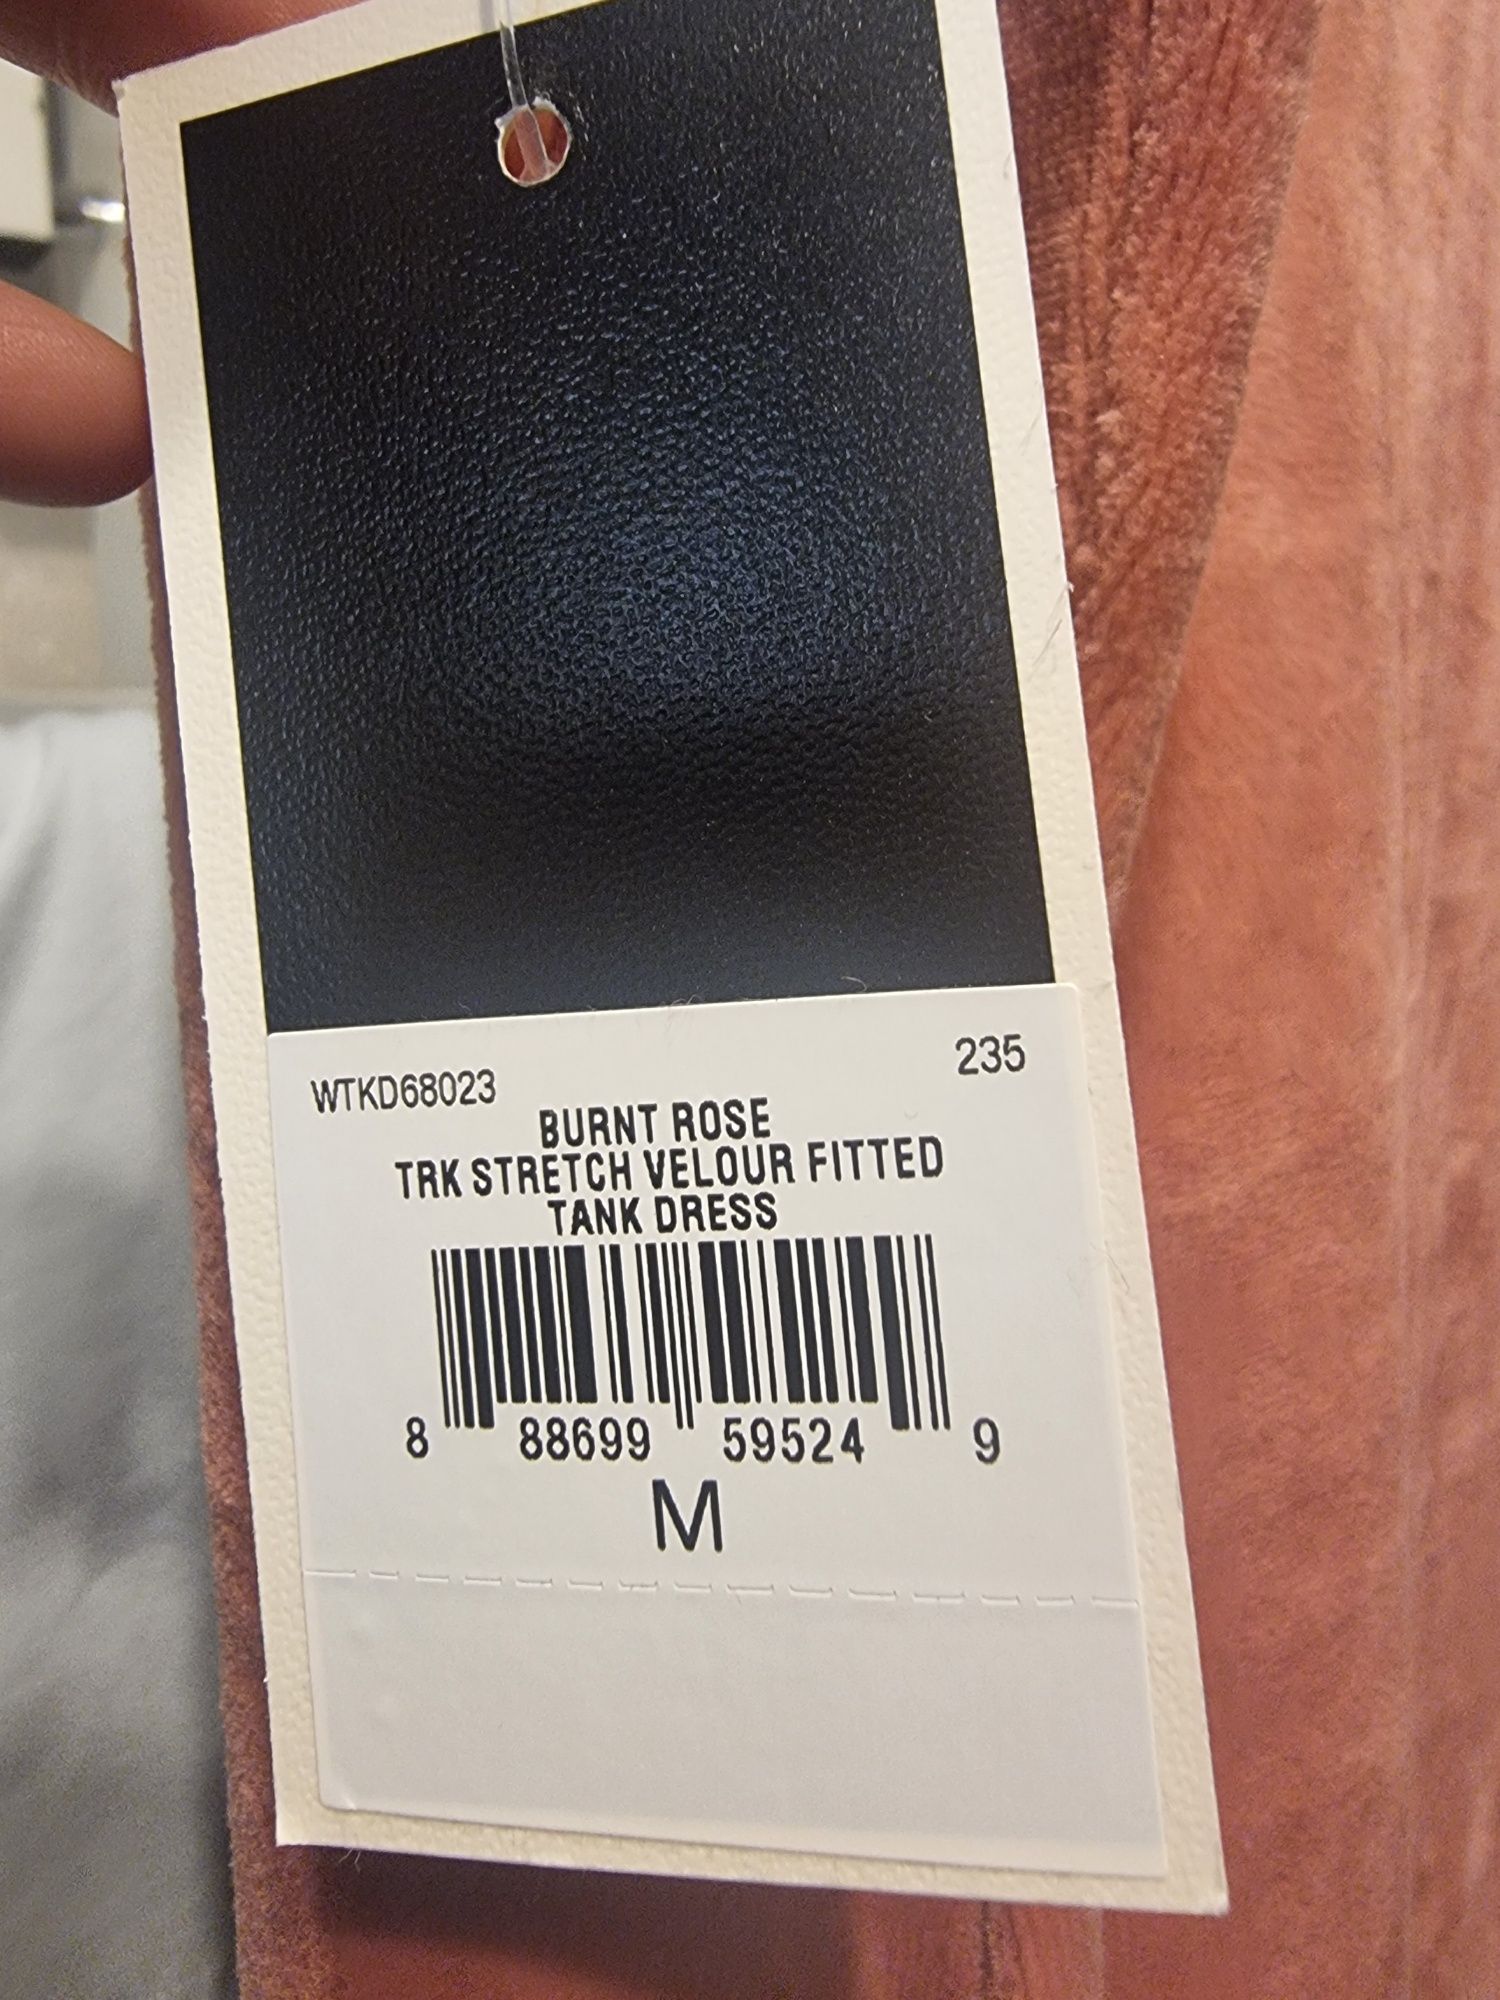 WTKD68023
235
BURNT ROSE
TRK STRETCH VELOUR FITTED
TANK DRESS
8 88699 59524 9
M